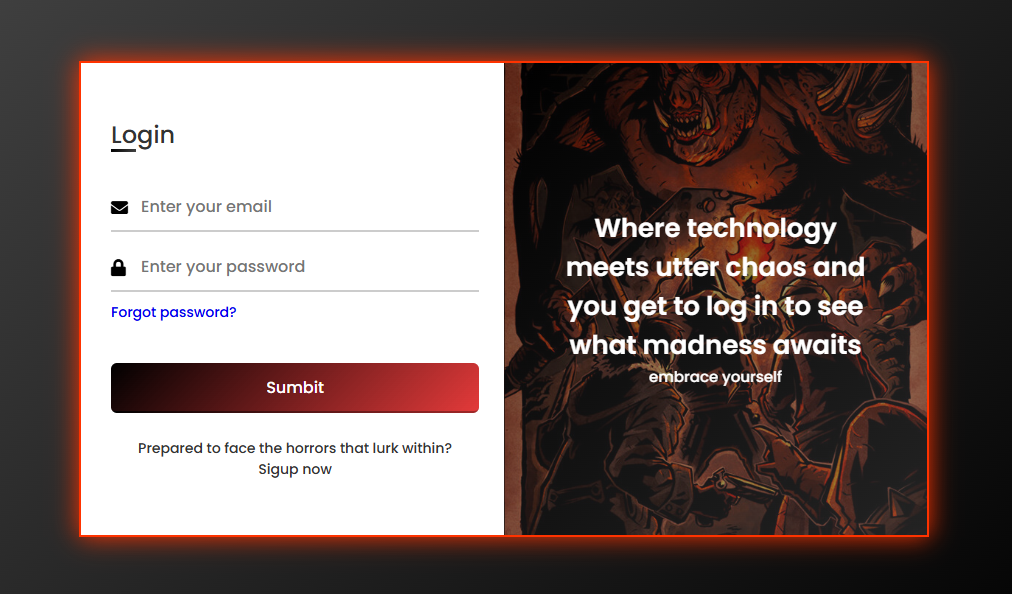 Login
Enter your email
Enter your password
Forgot password?
Sumbit
Prepared to face the horrors that lurk within?
Sigup now
Where technology
meets utter chaos and
you get to log in to see
what madness awaits
embrace yourself